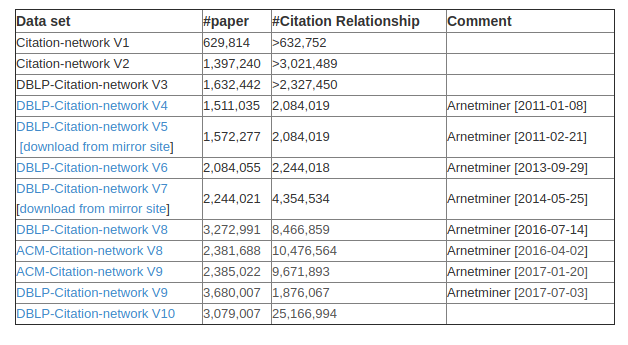 Data set #paper #Citation Relationship Comment
Citation-network V1 629,814 >632,752
Citation-network V2 1,397,240 >3,021,489
DBLP-Citation-network V3 1,632,442 >2,327,450
DBLP-Citation-network V4 1,511,035 2,084,019 Arnetminer [2011-01-08]
DBLP-Citation-network V5
[download from mirror site] 1,572,277 2,084,019 Arnetminer [2011-02-21]
DBLP-Citation-network V6 2,084,055 2,244,018 Arnetminer [2013-09-29]
DBLP-Citation-network V7
[download from mirror site] 2,244,021 4,354,534 Arnetminer [2014-05-25]
DBLP-Citation-network V8 3,272,991 8,466,859 Arnetminer [2016-07-14]
ACM-Citation-network V8 2,381,688 10,476,564 Arnetminer [2016-04-02]
ACM-Citation-network V9 2,385,022 9,671,893 Arnetminer [2017-01-20]
DBLP-Citation-network V9 3,680,007 1,876,067 Arnetminer [2017-07-03]
DBLP-Citation-network V10 3,079,007 25,166,994